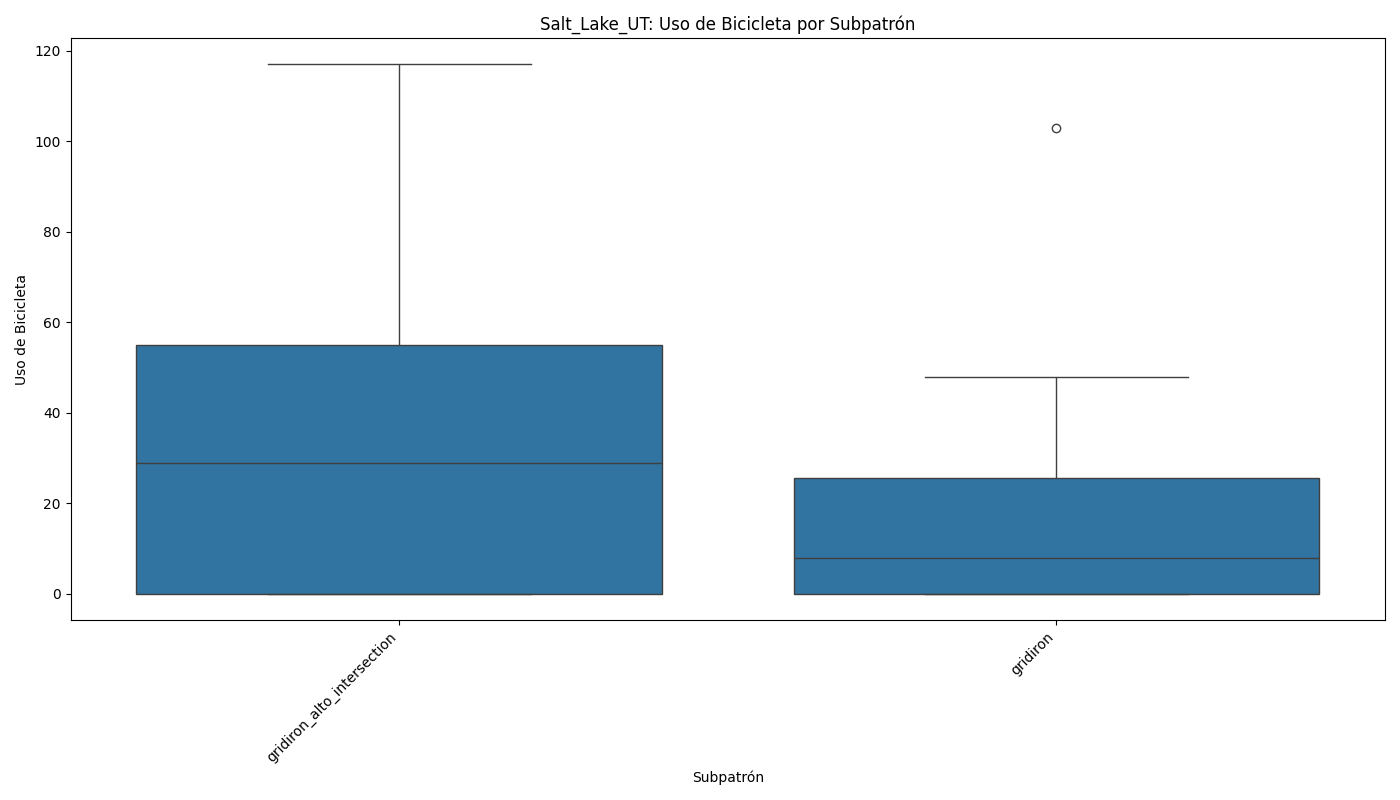 Salt_Lake_UT: Uso de Bicicleta por Subpatrón
Uso de Bicicleta
120
100
80
60
40
20
0
gridiron_alto_intersection
gridiron
Subpatrón